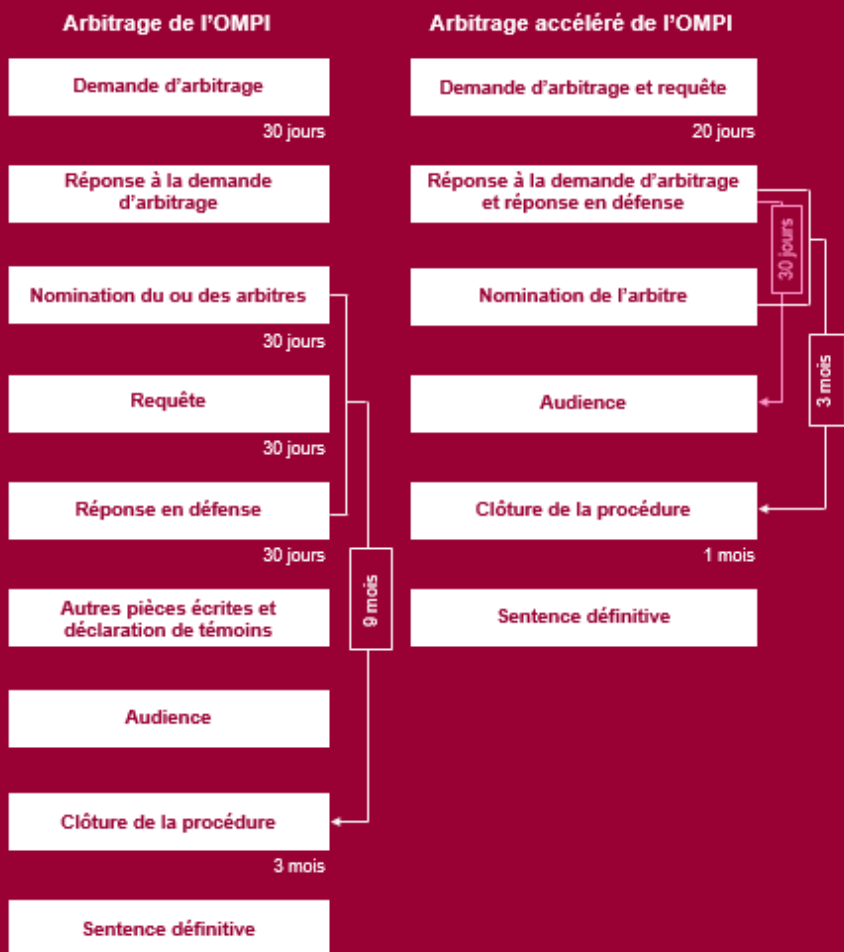 Arbitrage de l'OMPI
Demande d'arbitrage
30 jours
Réponse à la demande
d'arbitrage
Nomination du ou des arbitres
30 jours
Requête
30 jours
Réponse en défense
30 jours
9 mois
Autres pièces écrites et
déclaration de témoins
Audience
Clôture de la procédure
3 mois
Sentence définitive
Arbitrage accéléré de l'OMPI
Demande d'arbitrage et requête
20 jours
Réponse à la demande d'arbitrage
et réponse en défense
30 jours
Nomination de l'arbitre
3 mois
Audience
Clôture de la procédure
1 mois
Sentence définitive